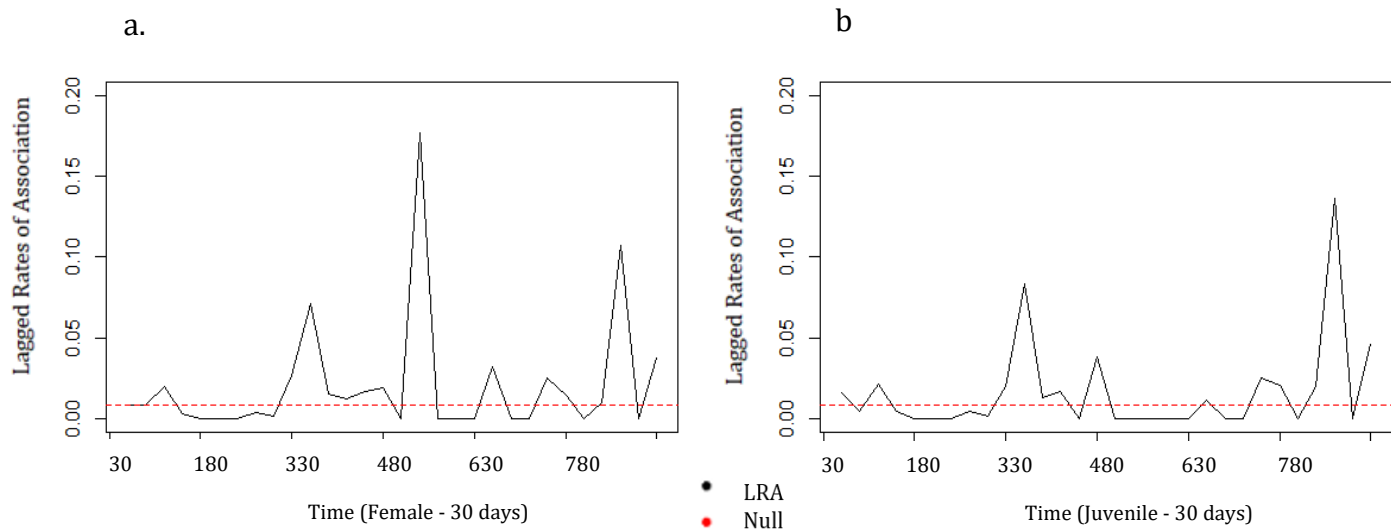 a.
b
Lagged Rates of Association
0.20
0.15
0.10
0.05
0.00
30 180 330 480 630 780
Time (Female - 30 days)
Lagged Rates of Association
0.20
0.15
0.10
0.05
0.00
30 180 330 480 630 780
Time (Juvenile - 30 days)
LRA
Null